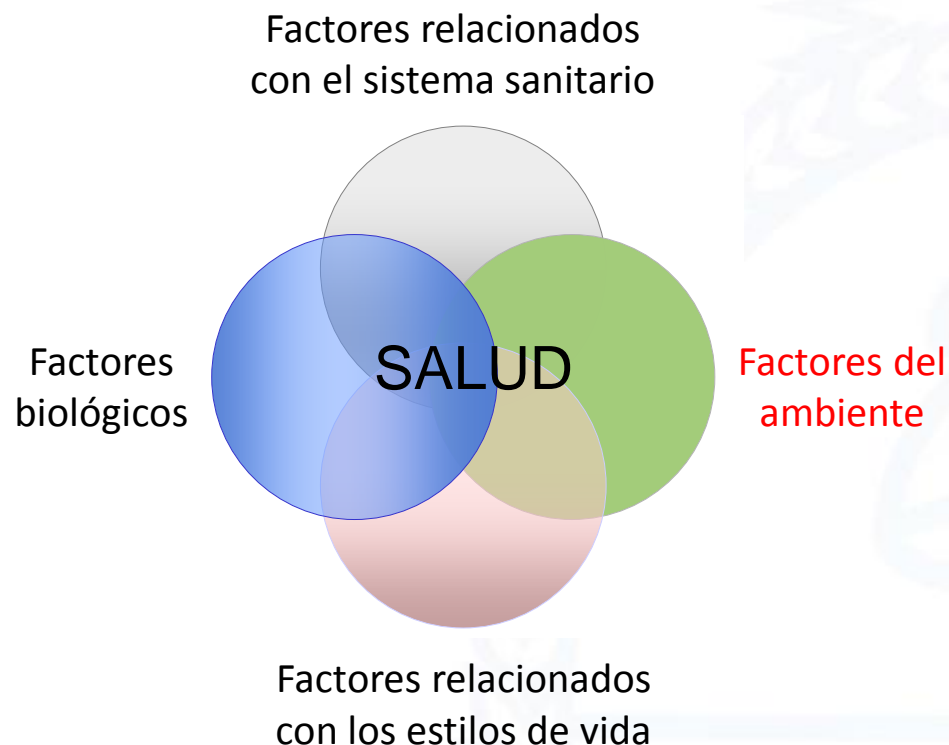 Factores relacionados
con el sistema sanitario
Factores
biológicos
SALUD
Factores del
ambiente
Factores relacionados
con los estilos de vida